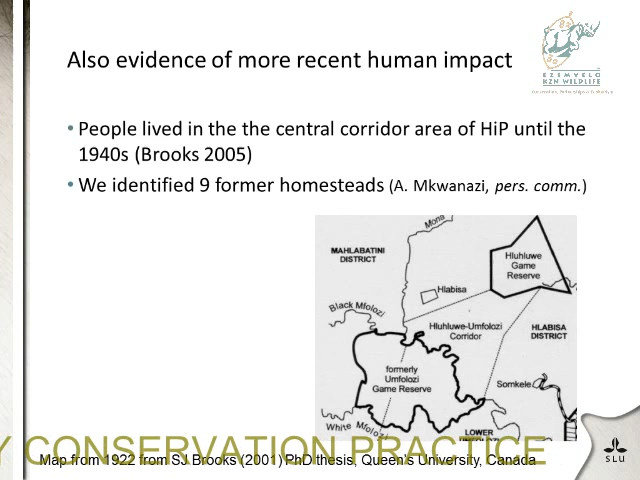 Also evidence of more recent human impact
EZEMVELO
KZN WILDLIFE
• People lived in the the central corridor area of HiP until the
1940s (Brooks 2005)
• We identified 9 former homesteads (A. Mkwanazi, pers. comm.)
Mona
MAHLABATINI
DISTRICT
Hluhluwe
Game
Reserve
Hlabisa
Black Mfolozi
Hluhluwe-Umfolozi
Corridor
HLABISA
DISTRICT
formerly
Umfolozi
Game Reserve
Somkele
White Mfolozi
LOWER
UMFOLOZI
Y CONSERVATION PRACTICE
Map from 1922 from SJ Brooks (2001) PhD thesis, Queen's University, Canada
SLU